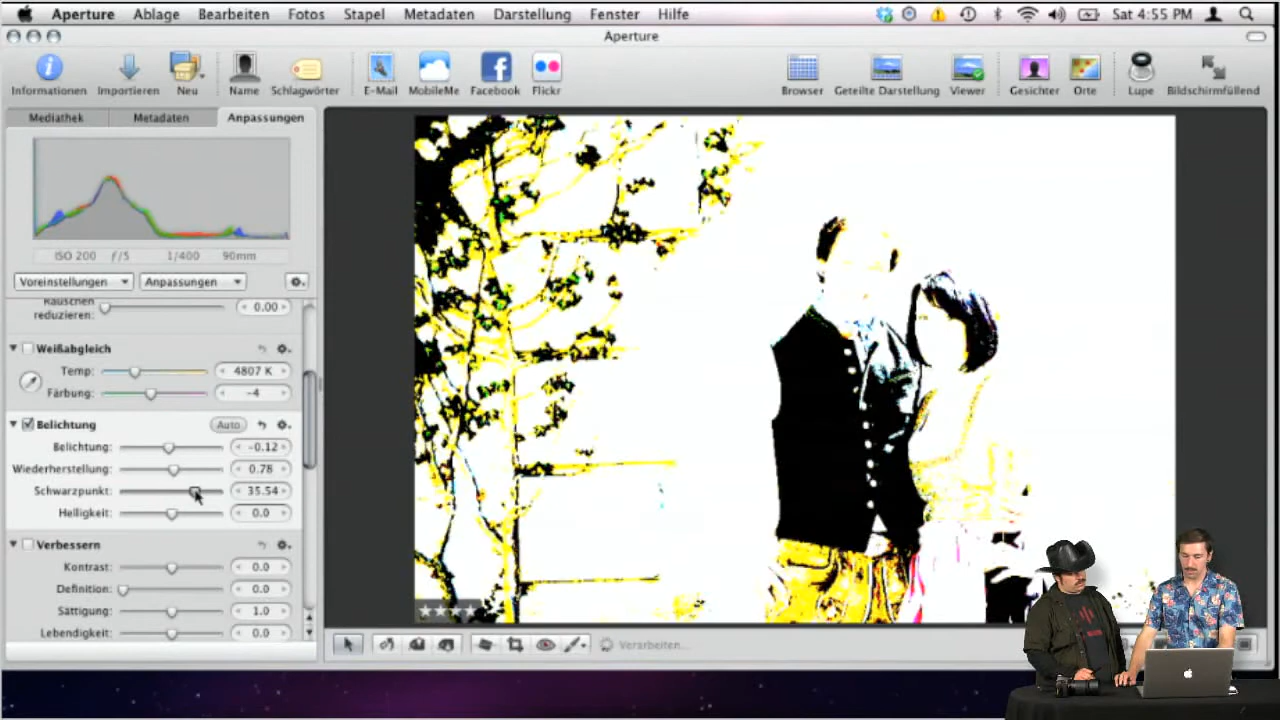 Aperture Ablage Bearbeiten Fotos Stapel Metadaten Darstellung Fenster Hilfe Sat 4:55 PM
Aperture
Informationen Importieren Neu Name Schlagwörter E-Mail MobileMe Facebook Flickr Browser Geteilte Darstellung Viewer Gesichter Orte Lupe Bildschirmfüllend
Mediathek Metadaten Anpassungen
ISO 200 f/5 1/400 90mm
Voreinstellungen Anpassungen
Rauschen
reduzieren: 0.00
Weißabgleich
Temp: 4807 K
Färbung: -4
Belichtung Auto
Belichtung: -0.12
Wiederherstellung: 0.78
Schwarzpunkt: 35.54
Helligkeit: 0.0
Verbessern
Kontrast: 0.0
Definition: 0.0
Sättigung: 1.0
Lebendigkeit: 0.0
Verarbeiten...